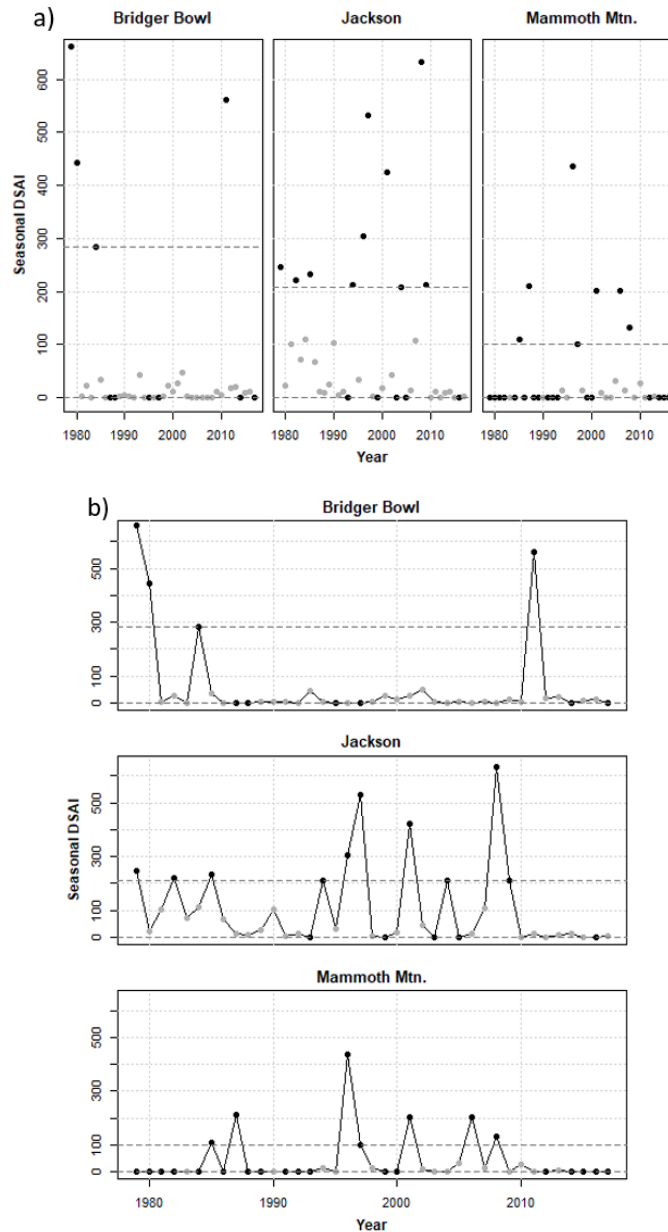 a)
Bridger Bowl Jackson Mammoth Mtn.
Seasonal DSAI
600
500
400
300
200
100
0
1980 1990 2000 2010 1980 1990 2000 2010 1980 1990 2000 2010
Year
b)
Bridger Bowl
500
300
100
0
Jackson
Seasonal DSAI
500
300
100
0
Mammoth Mtn.
500
300
100
0
1980 1990 2000 2010
Year